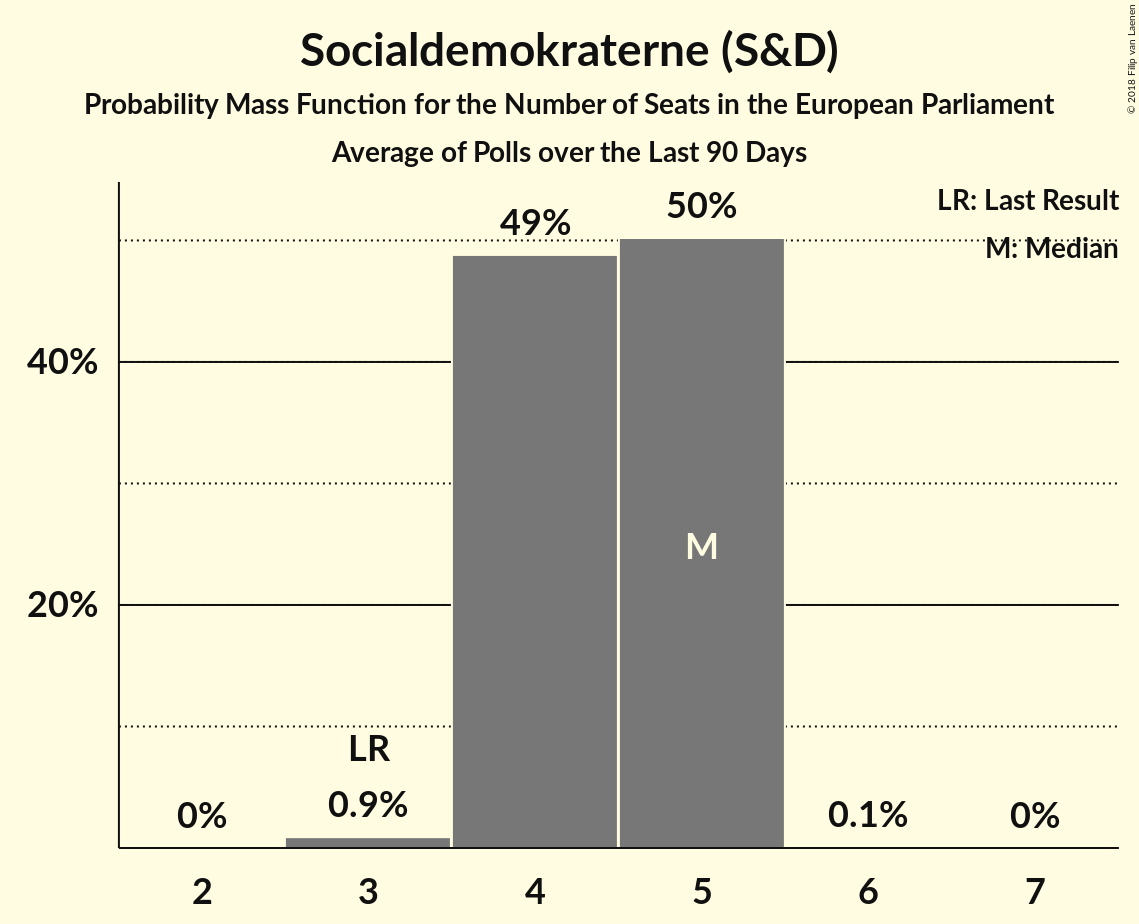 Socialdemokraterne (S&D)
Probability Mass Function for the Number of Seats in the European Parliament
Average of Polls over the Last 90 Days
© 2018 Filip van Laenen
LR: Last Result
M: Median
49%
50%
40%
20%
M
LR
0%
0.9%
0.1%
0%
2 3 4 5 6 7